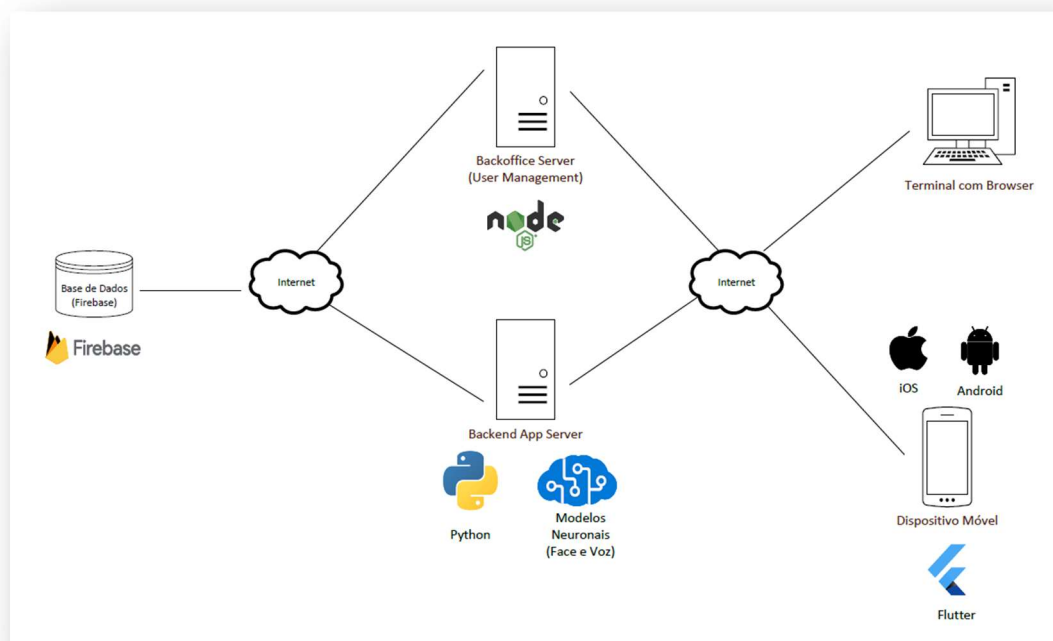 Backoffice Server
(User Management)
node
JS
Terminal com Browser
Base de Dados
(Firebase)
Firebase
Internet
Internet
Backend App Server
Python
Modelos
Neuronais
(Face e Voz)
iOS
Android
Dispositivo Móvel
Flutter